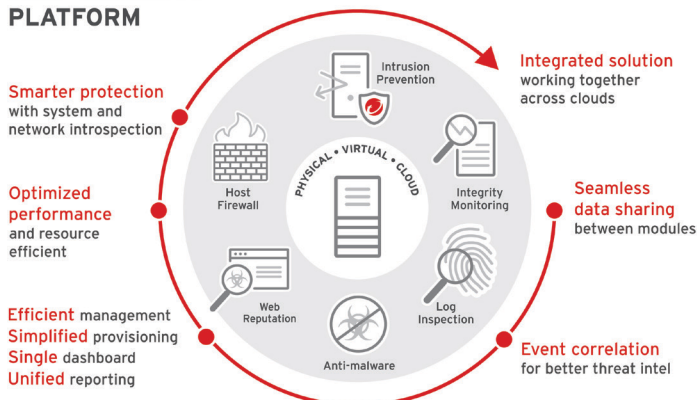 PLATFORM
Smarter protection
with system and
network introspection
Optimized
performance
and resource
efficient
Efficient management
Simplified provisioning
Single dashboard
Unified reporting
Intrusion
Prevention
Host
Firewall
PHYSICAL • VIRTUAL • CLOUD
Integrity
Monitoring
Web
Reputation
Log
Inspection
Anti-malware
Integrated solution
working together
across clouds
Seamless
data sharing
between modules
Event correlation
for better threat intel